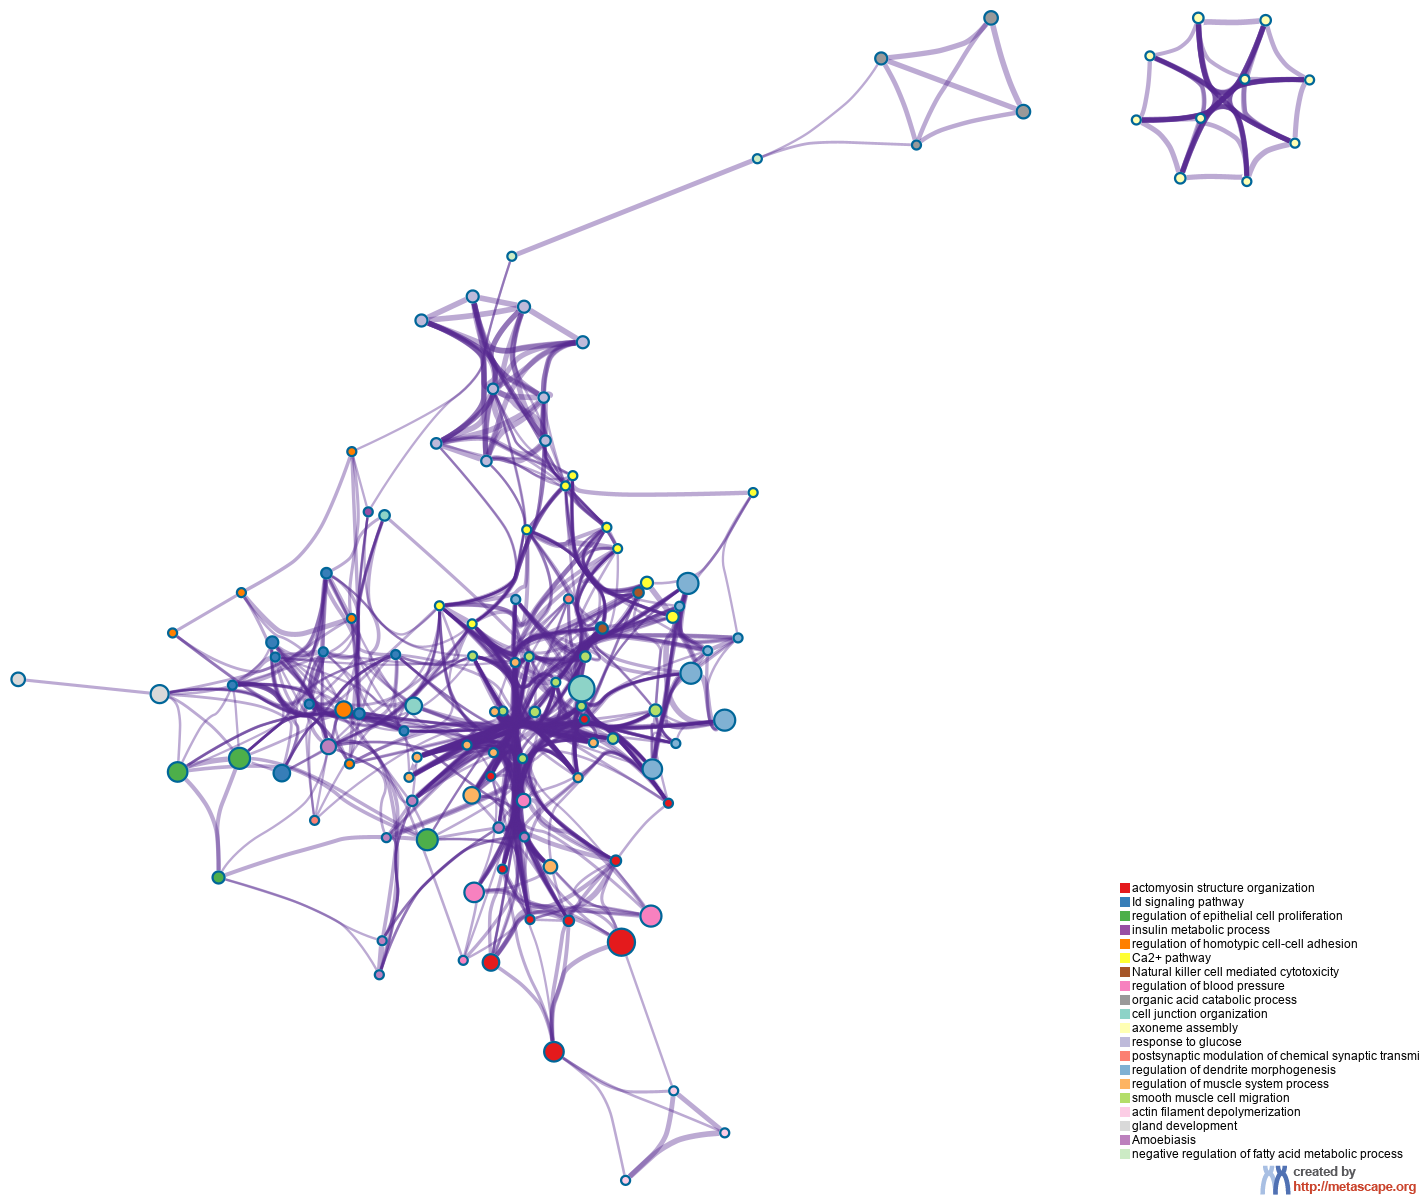 actomyosin structure organization
Id signaling pathway
regulation of epithelial cell proliferation
insulin metabolic process
regulation of homotypic cell-cell adhesion
Ca2+ pathway
Natural killer cell mediated cytotoxicity
regulation of blood pressure
organic acid catabolic process
cell junction organization
axoneme assembly
response to glucose
postsynaptic modulation of chemical synaptic transmi
regulation of dendrite morphogenesis
regulation of muscle system process
smooth muscle cell migration
actin filament depolymerization
gland development
Amoebiasis
negative regulation of fatty acid metabolic process
created by
http://metascape.org